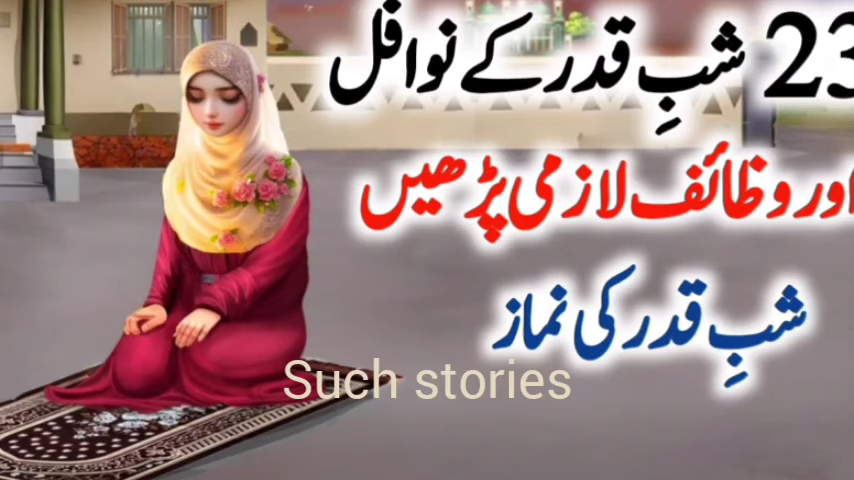 23 شبِ قدر کے نوافل
اور وظائف لازمی پڑھیں
شبِ قدر کی نماز
Such stories